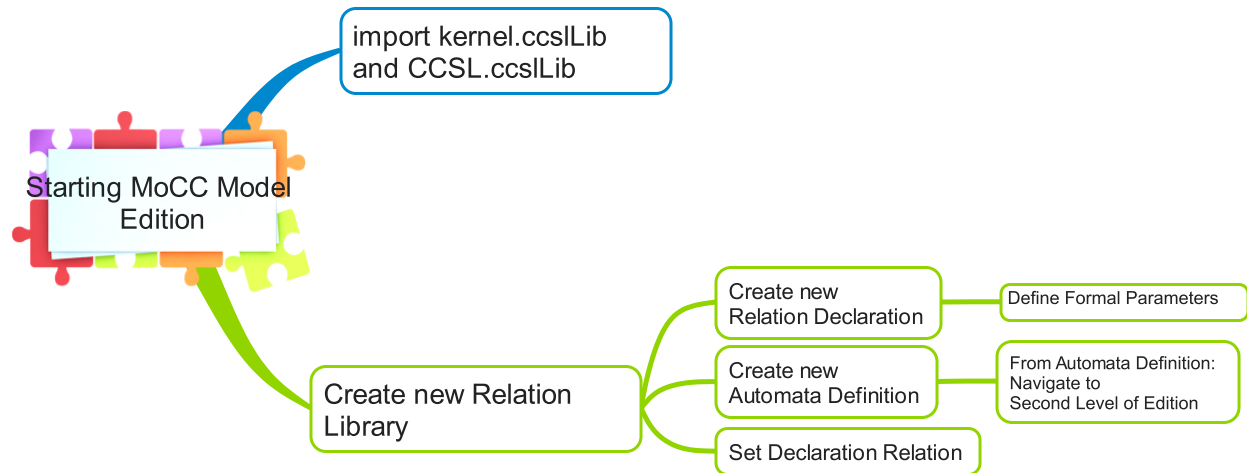 import kernel.ccslLib
and CCSL.ccslLib
Starting MoCC Model
Edition
Create new Relation
Library
Create new
Relation Declaration
Define Formal Parameters
Create new
Automata Definition
From Automata Definition:
Navigate to
Second Level of Edition
Set Declaration Relation